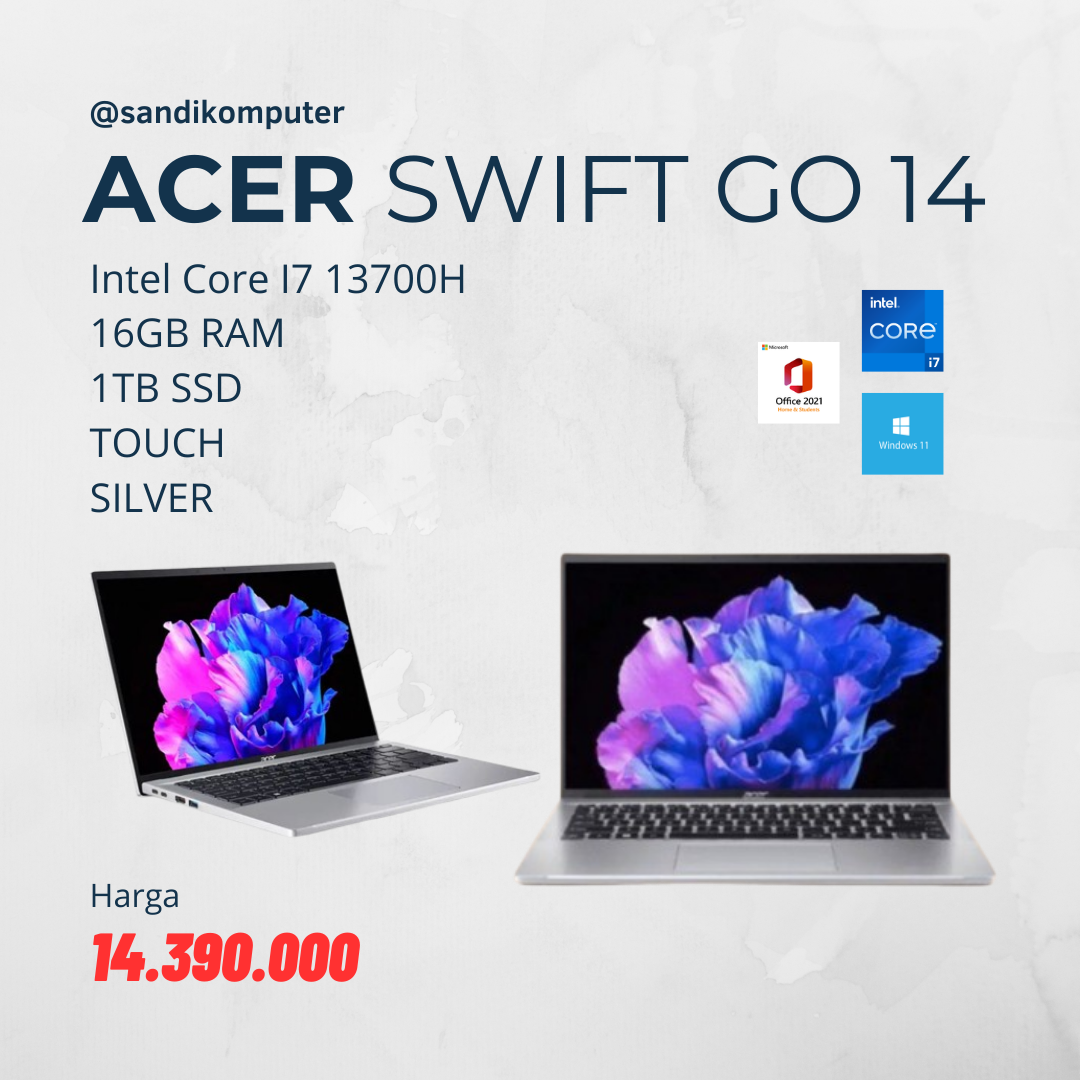 @sandikomputer
ACER SWIFT GO 14
Intel Core I7 13700H
16GB RAM
1TB SSD
TOUCH
SILVER
intel.
CORE
i7
Microsoft
Office 2021
Home & Students
Windows 11
acer
acer
Harga
14.390.000